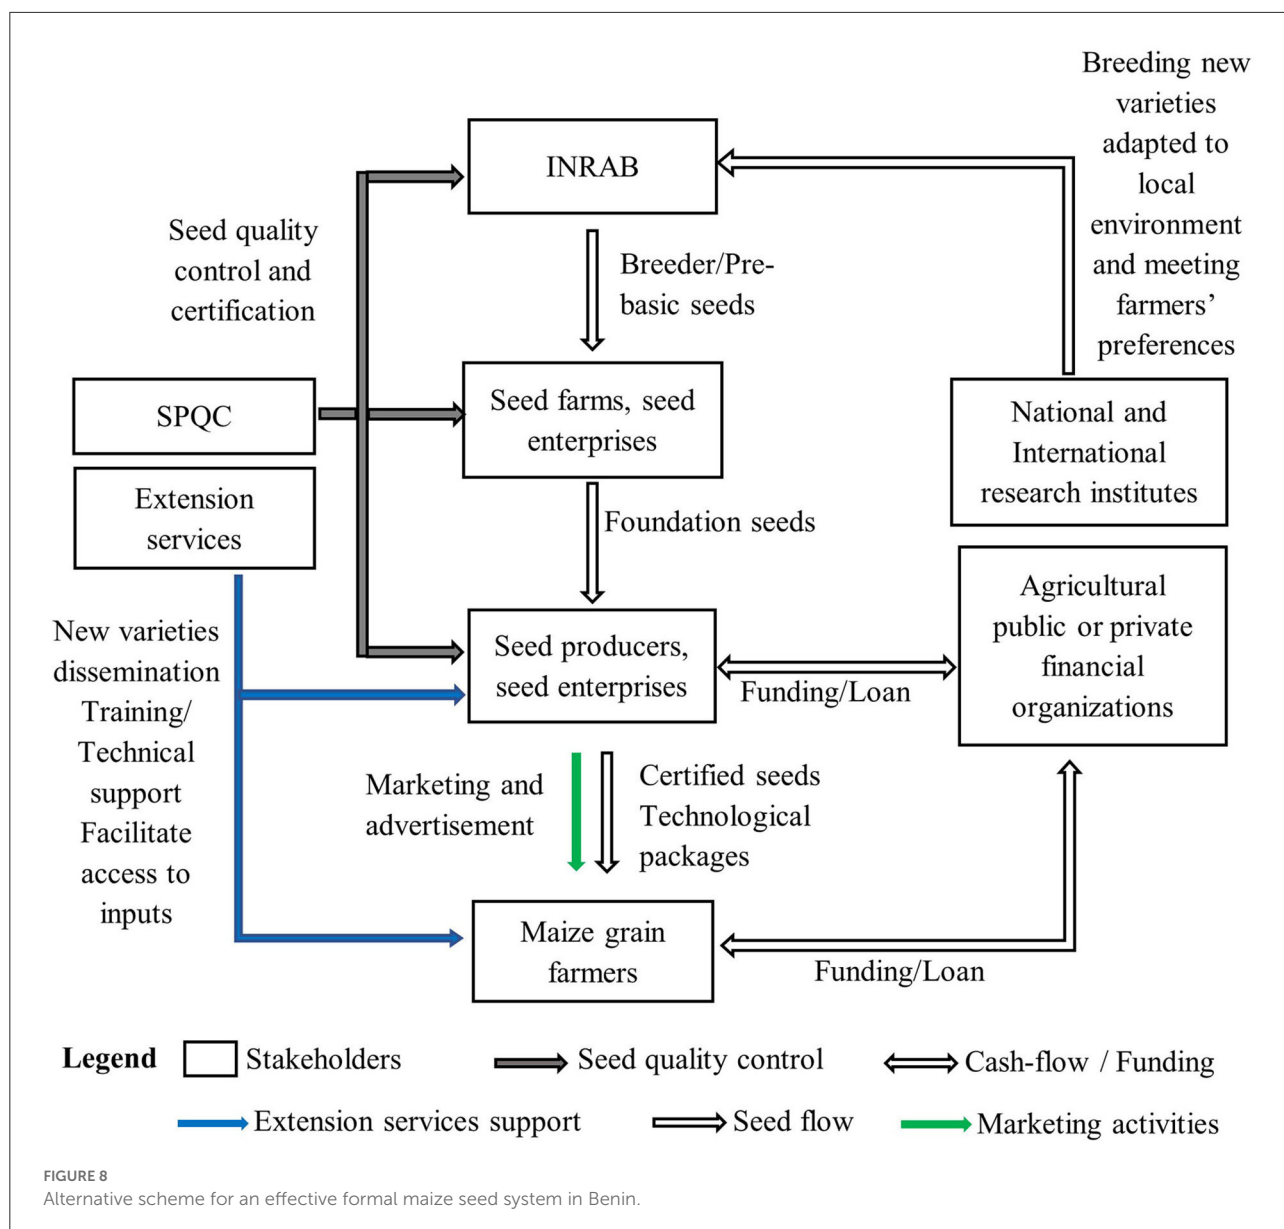 Breeding new
varieties
adapted to
local
environment
and meeting
farmers’
preferences
INRAB
Seed quality
control and
certification
Breeder/Pre-
basic seeds
SPQC
Seed farms, seed
enterprises
National and
International
research institutes
Extension
services
Foundation seeds
Agricultural
public or private
financial
organizations
New varieties
dissemination
Training/
Technical
support
Facilitate
access to
inputs
Seed producers,
seed enterprises
Funding/Loan
Marketing and
advertisement
Certified seeds
Technological
packages
Maize grain
farmers
Funding/Loan
Legend
Stakeholders
Seed quality control
Cash-flow / Funding
Extension services support
Seed flow
Marketing activities
FIGURE 8
Alternative scheme for an effective formal maize seed system in Benin.